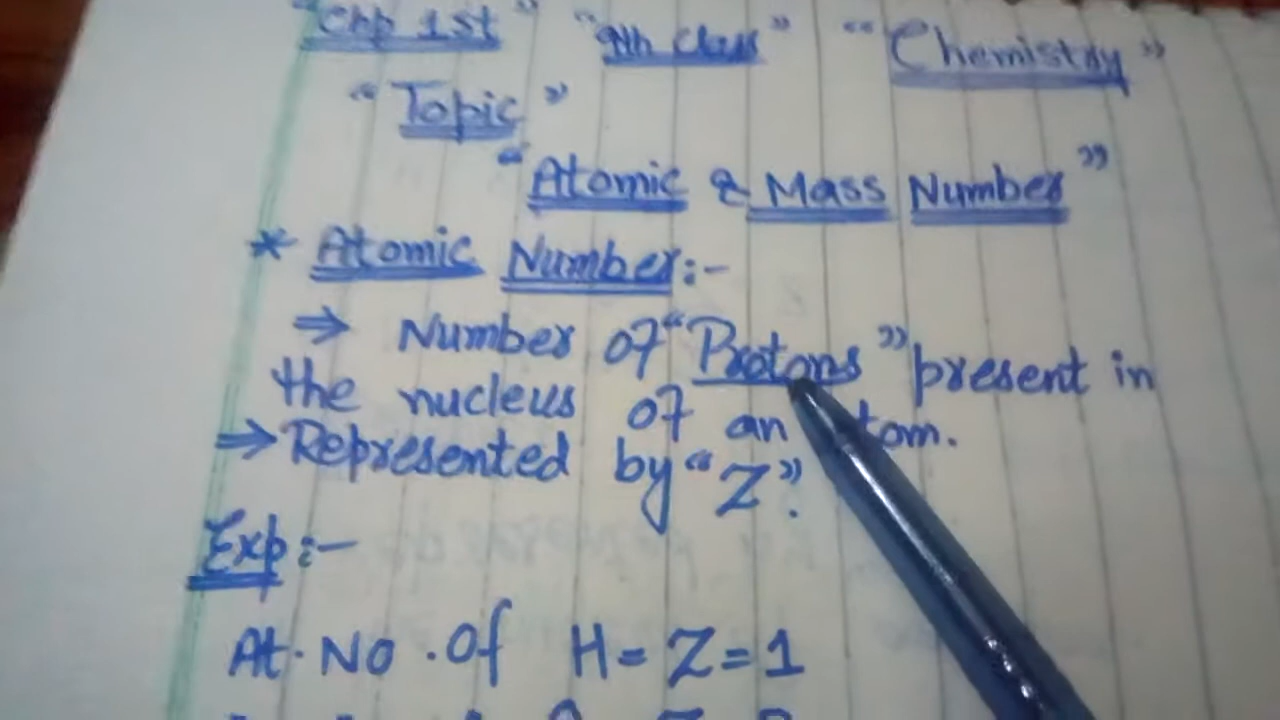 "Chp 1st" "9th Class" "Chemistry"
"Topic"
"Atomic & Mass Number"
* Atomic Number:-
⇒ Number of "Protons" present in
the nucleus of an
⇒ Represented by "Z".
Exp:-
At. No. of H = Z = 1